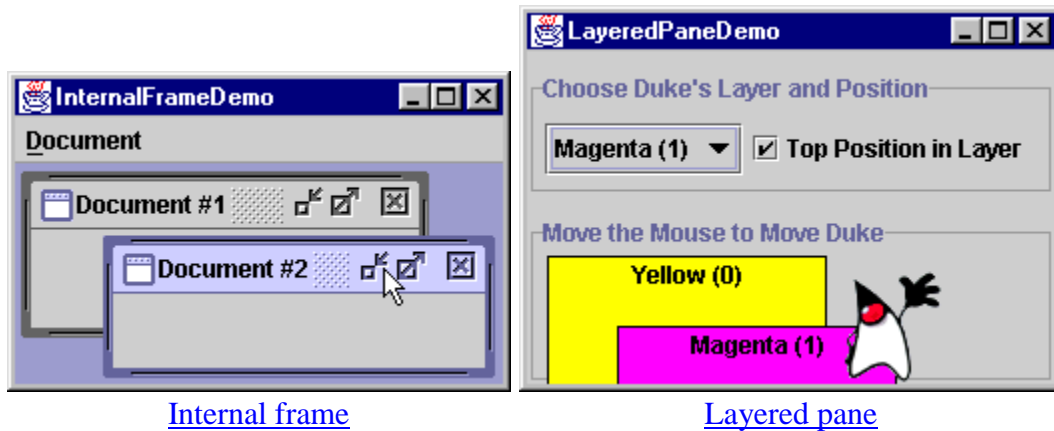 InternalFrameDemo
Document
Document #1
Document #2
Internal frame
LayeredPaneDemo
Choose Duke's Layer and Position
Magenta (1)
Top Position in Layer
Move the Mouse to Move Duke
Yellow (0)
Magenta (1)
Layered pane